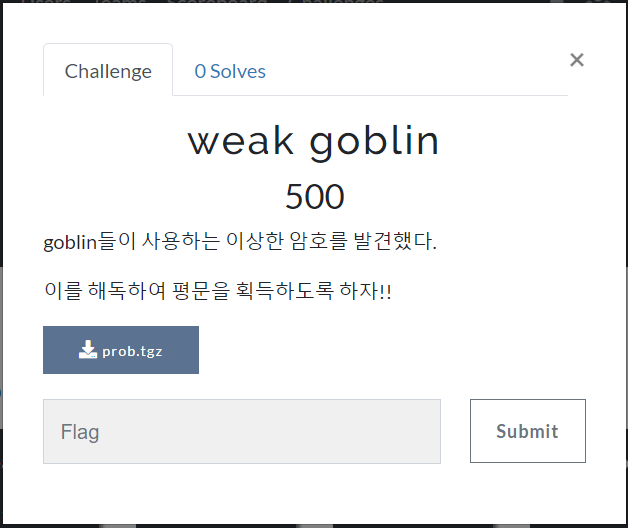 Challenge
0 Solves
×
weak goblin
500
goblin들이 사용하는 이상한 암호를 발견했다.
이를 해독하여 평문을 획득하도록 하자!!
prob.tgz
Flag
Submit